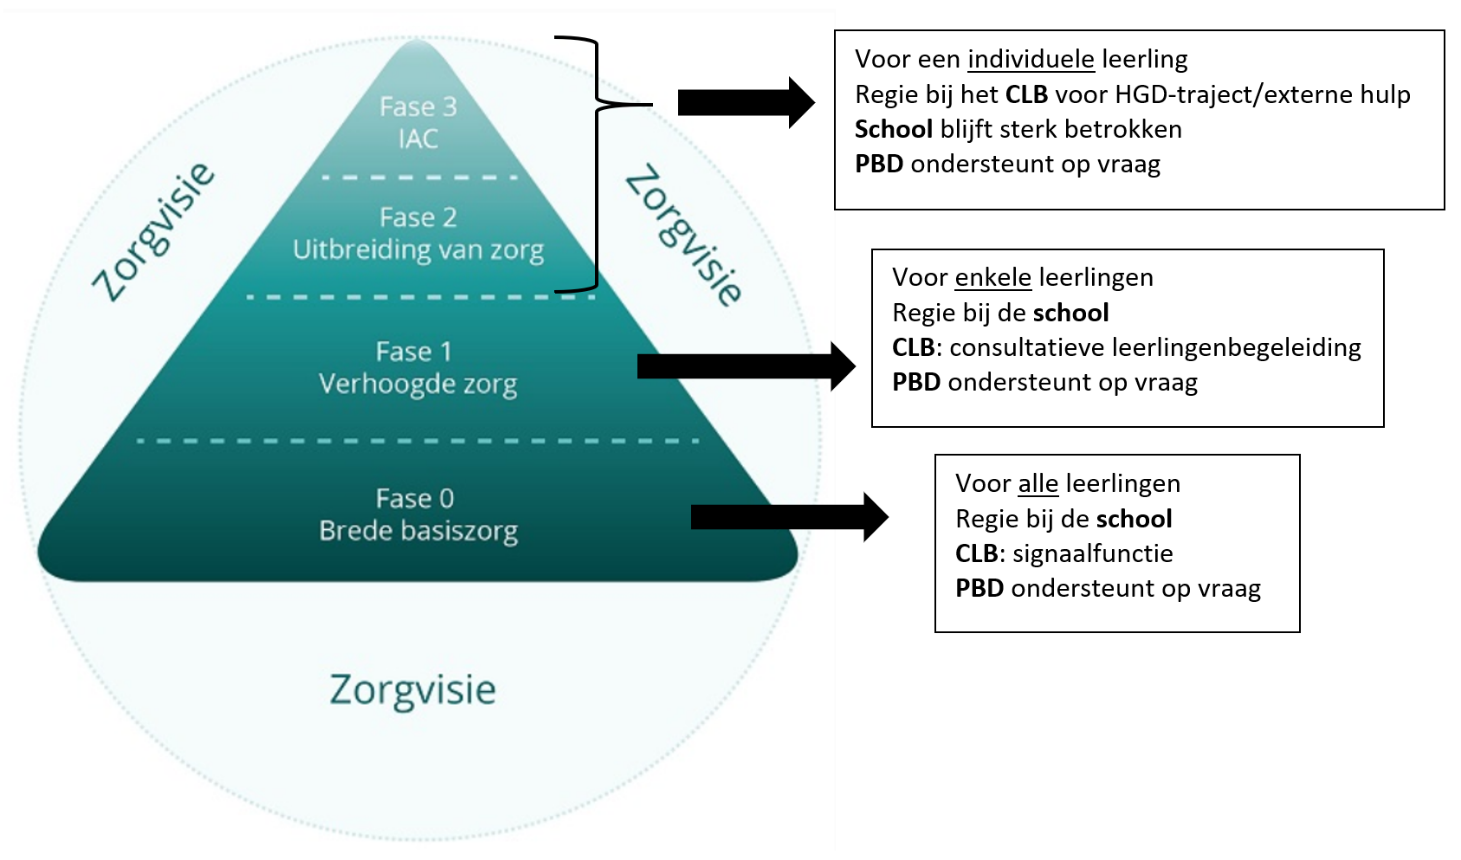 Fase 3
IAC
Fase 2
Uitbreiding van zorg
Fase 1
Verhoogde zorg
Fase 0
Brede basiszorg
Zorgvisie
Zorgvisie
Zorgvisie
Voor een individuele leerling
Regie bij het CLB voor HGD-traject/externe hulp
School blijft sterk betrokken
PBD ondersteunt op vraag
Voor enkele leerlingen
Regie bij de school
CLB: consultatieve leerlingenbegeleiding
PBD ondersteunt op vraag
Voor alle leerlingen
Regie bij de school
CLB: signaalfunctie
PBD ondersteunt op vraag